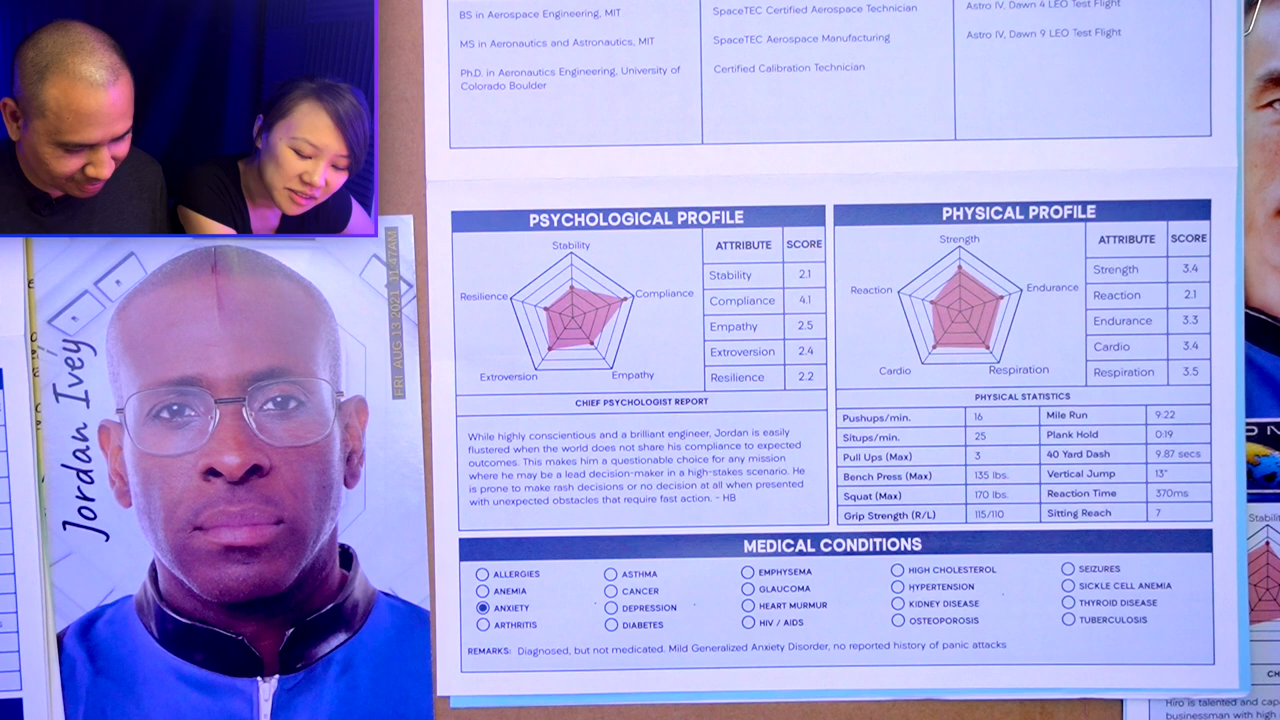 BS in Aerospace Engineering, MIT
MS in Aeronautics and Astronautics, MIT
Ph.D. in Aeronautics Engineering, University of
Colorado Boulder
SpaceTEC Certified Aerospace Technician
SpaceTEC Aerospace Manufacturing
Certified Calibration Technician
Astro IV, Dawn 4 LEO Test Flight
Astro IV, Dawn 9 LEO Test Flight
PSYCHOLOGICAL PROFILE
Stability
Compliance
Empathy
Extroversion
Resilience
ATTRIBUTE SCORE
Stability 2.1
Compliance 4.1
Empathy 2.5
Extroversion 2.4
Resilience 2.2
CHIEF PSYCHOLOGIST REPORT
While highly conscientious and a brilliant engineer, Jordan is easily
flustered when the world does not share his compliance to expected
outcomes. This makes him a questionable choice for any mission
where he may be a lead decision-maker in a high-stakes scenario. He
is prone to make rash decisions or no decision at all when presented
with unexpected obstacles that require fast action. - HB
PHYSICAL PROFILE
Strength
Endurance
Respiration
Cardio
Reaction
ATTRIBUTE SCORE
Strength 3.4
Reaction 2.1
Endurance 3.3
Cardio 3.4
Respiration 3.5
PHYSICAL STATISTICS
Pushups/min. 16 Mile Run 9:22
Situps/min. 25 Plank Hold 0:19
Pull Ups (Max) 3 40 Yard Dash 9.87 secs
Bench Press (Max) 135 lbs. Vertical Jump 13"
Squat (Max) 170 lbs. Reaction Time 370ms
Grip Strength (R/L) 115/110 Sitting Reach 7
MEDICAL CONDITIONS
ALLERGIES
ANEMIA
ANXIETY
ARTHRITIS
ASTHMA
CANCER
DEPRESSION
DIABETES
EMPHYSEMA
GLAUCOMA
HEART MURMUR
HIV / AIDS
HIGH CHOLESTEROL
HYPERTENSION
KIDNEY DISEASE
OSTEOPOROSIS
SEIZURES
SICKLE CELL ANEMIA
THYROID DISEASE
TUBERCULOSIS
REMARKS: Diagnosed, but not medicated. Mild Generalized Anxiety Disorder, no reported history of panic attacks
Jordan Ivey
FRI AUG 13 2021 11:47AM
Hiro is talented and
businessman with high